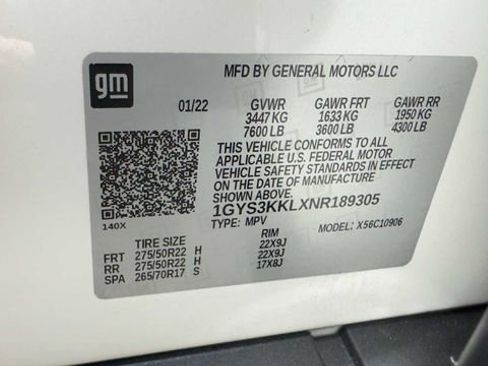 gm
MFD BY GENERAL MOTORS LLC
01/22 GVWR GAWR FRT GAWR RR
3447 KG 1633 KG 1950 KG
7600 LB 3600 LB 4300 LB
THIS VEHICLE CONFORMS TO ALL
APPLICABLE U.S. FEDERAL MOTOR
VEHICLE SAFETY STANDARDS IN EFFECT
ON THE DATE OF MANUFACTURE
SHOWN ABOVE.
1GYS3KKLXNR189305
140X TYPE: MPV MODEL: X56C10906
TIRE SIZE RIM
FRT 275/50R22 H 22X9J
RR 275/50R22 H 22X9J
SPA 265/70R17 S 17X8J